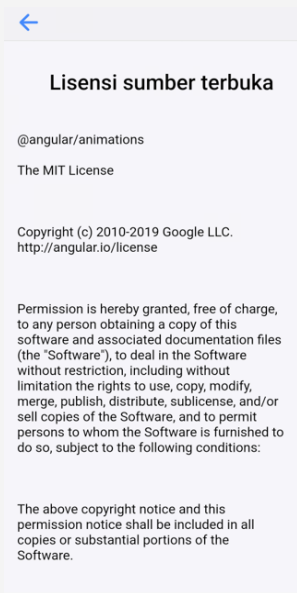 Lisensi sumber terbuka
@angular/animations
The MIT License
Copyright (c) 2010-2019 Google LLC.
http://angular.io/license
Permission is hereby granted, free of charge,
to any person obtaining a copy of this
software and associated documentation files
(the "Software"), to deal in the Software
without restriction, including without
limitation the rights to use, copy, modify,
merge, publish, distribute, sublicense, and/or
sell copies of the Software, and to permit
persons to whom the Software is furnished to
do so, subject to the following conditions:
The above copyright notice and this
permission notice shall be included in all
copies or substantial portions of the
Software.